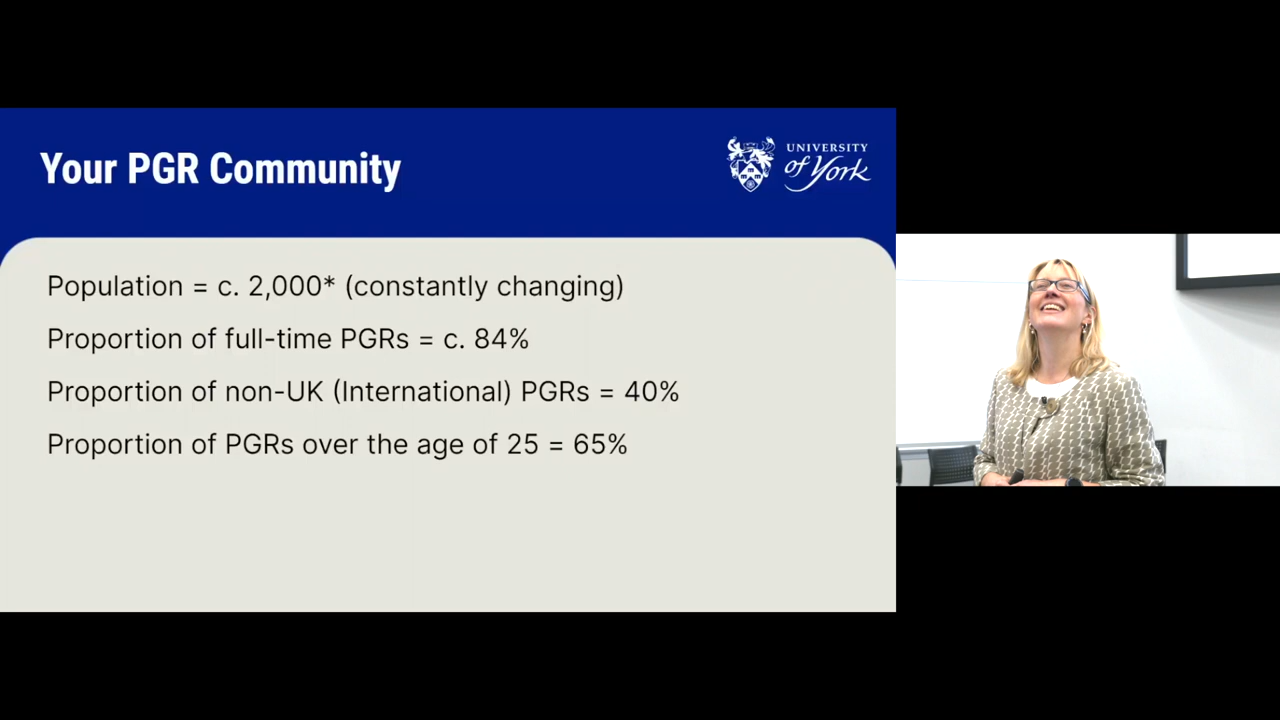 Your PGR Community
UNIVERSITY
of York
Population = c. 2,000* (constantly changing)
Proportion of full-time PGRs = c. 84%
Proportion of non-UK (International) PGRs = 40%
Proportion of PGRs over the age of 25 = 65%